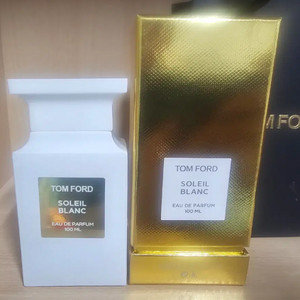 TOM FORD
SOLEIL
BLANC
EAU DE PARFUM
100 ML
TOM FORD
SOLEIL
BLANC
EAU DE PARFUM
100 ML
M FO